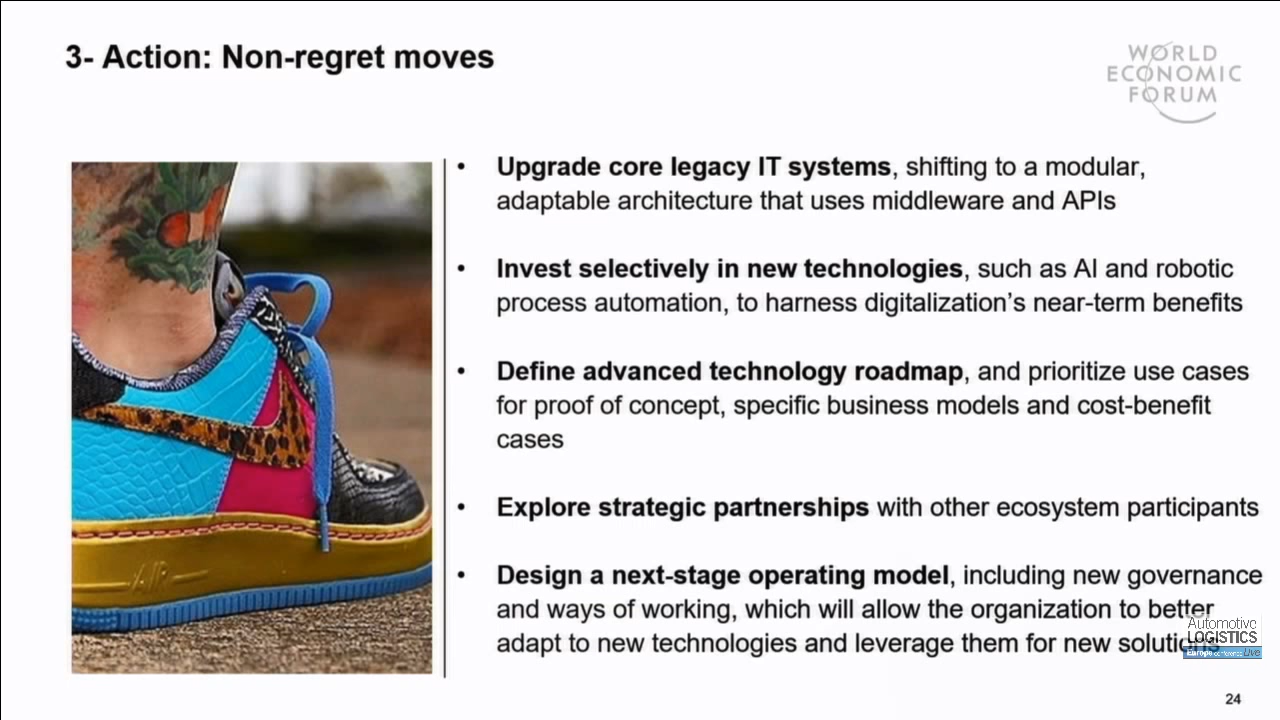 3- Action: Non-regret moves
WORLD
ECONOMIC
FORUM
• Upgrade core legacy IT systems, shifting to a modular,
adaptable architecture that uses middleware and APIs
• Invest selectively in new technologies, such as AI and robotic
process automation, to harness digitalization’s near-term benefits
• Define advanced technology roadmap, and prioritize use cases
for proof of concept, specific business models and cost-benefit
cases
• Explore strategic partnerships with other ecosystem participants
• Design a next-stage operating model, including new governance
and ways of working, which will allow the organization to better
adapt to new technologies and leverage them for new solutions
AIR
Automotive
LOGISTICS
Europe conference Live
24